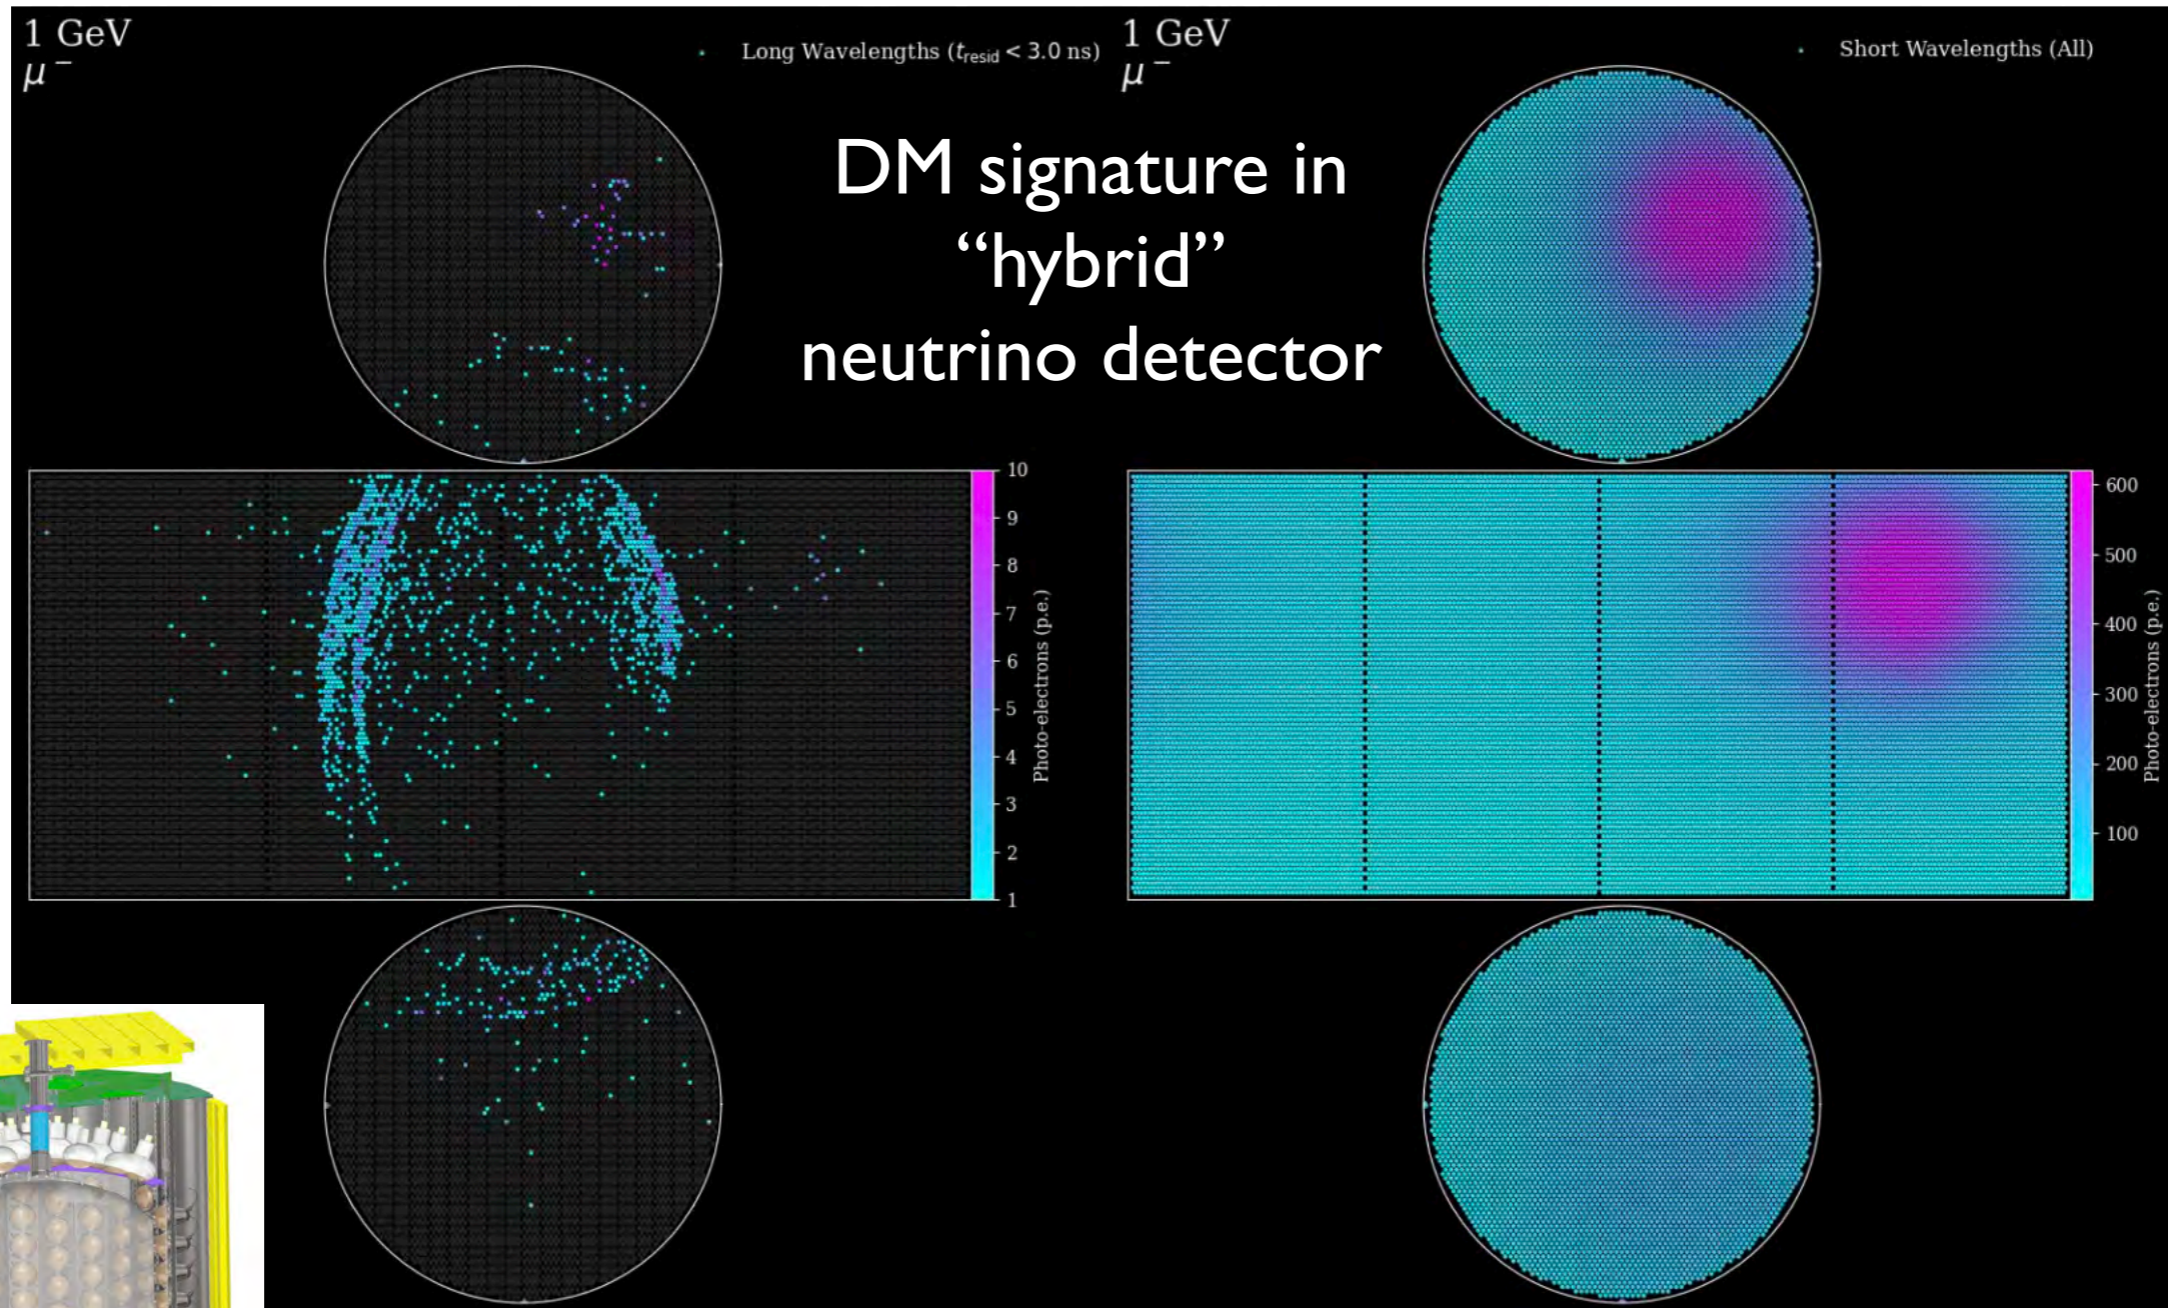 1 GeV
μ⁻
Long Wavelengths (t_resid < 3.0 ns)
1 GeV
μ⁻
Short Wavelengths (All)
DM signature in
“hybrid”
neutrino detector
10
9
8
7
6
5
4
3
2
1
Photo-electrons (p.e.)
600
500
400
300
200
100
Photo-electrons (p.e.)